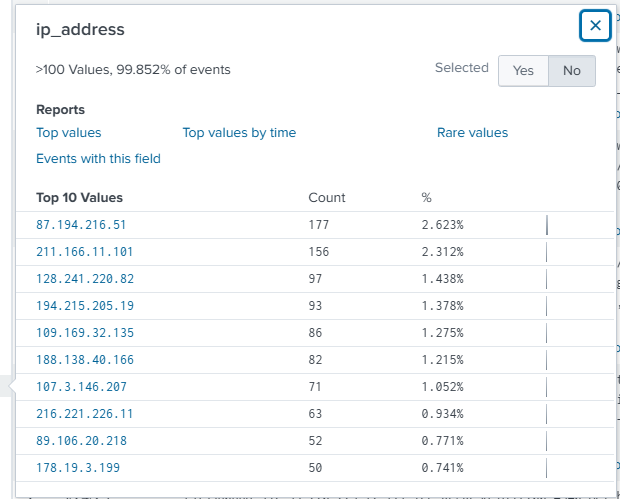 ip_address
>100 Values, 99.852% of events
Selected Yes No
Reports
Top values Top values by time Rare values
Events with this field
Top 10 Values Count %
87.194.216.51 177 2.623%
211.166.11.101 156 2.312%
128.241.220.82 97 1.438%
194.215.205.19 93 1.378%
109.169.32.135 86 1.275%
188.138.40.166 82 1.215%
107.3.146.207 71 1.052%
216.221.226.11 63 0.934%
89.106.20.218 52 0.771%
178.19.3.199 50 0.741%